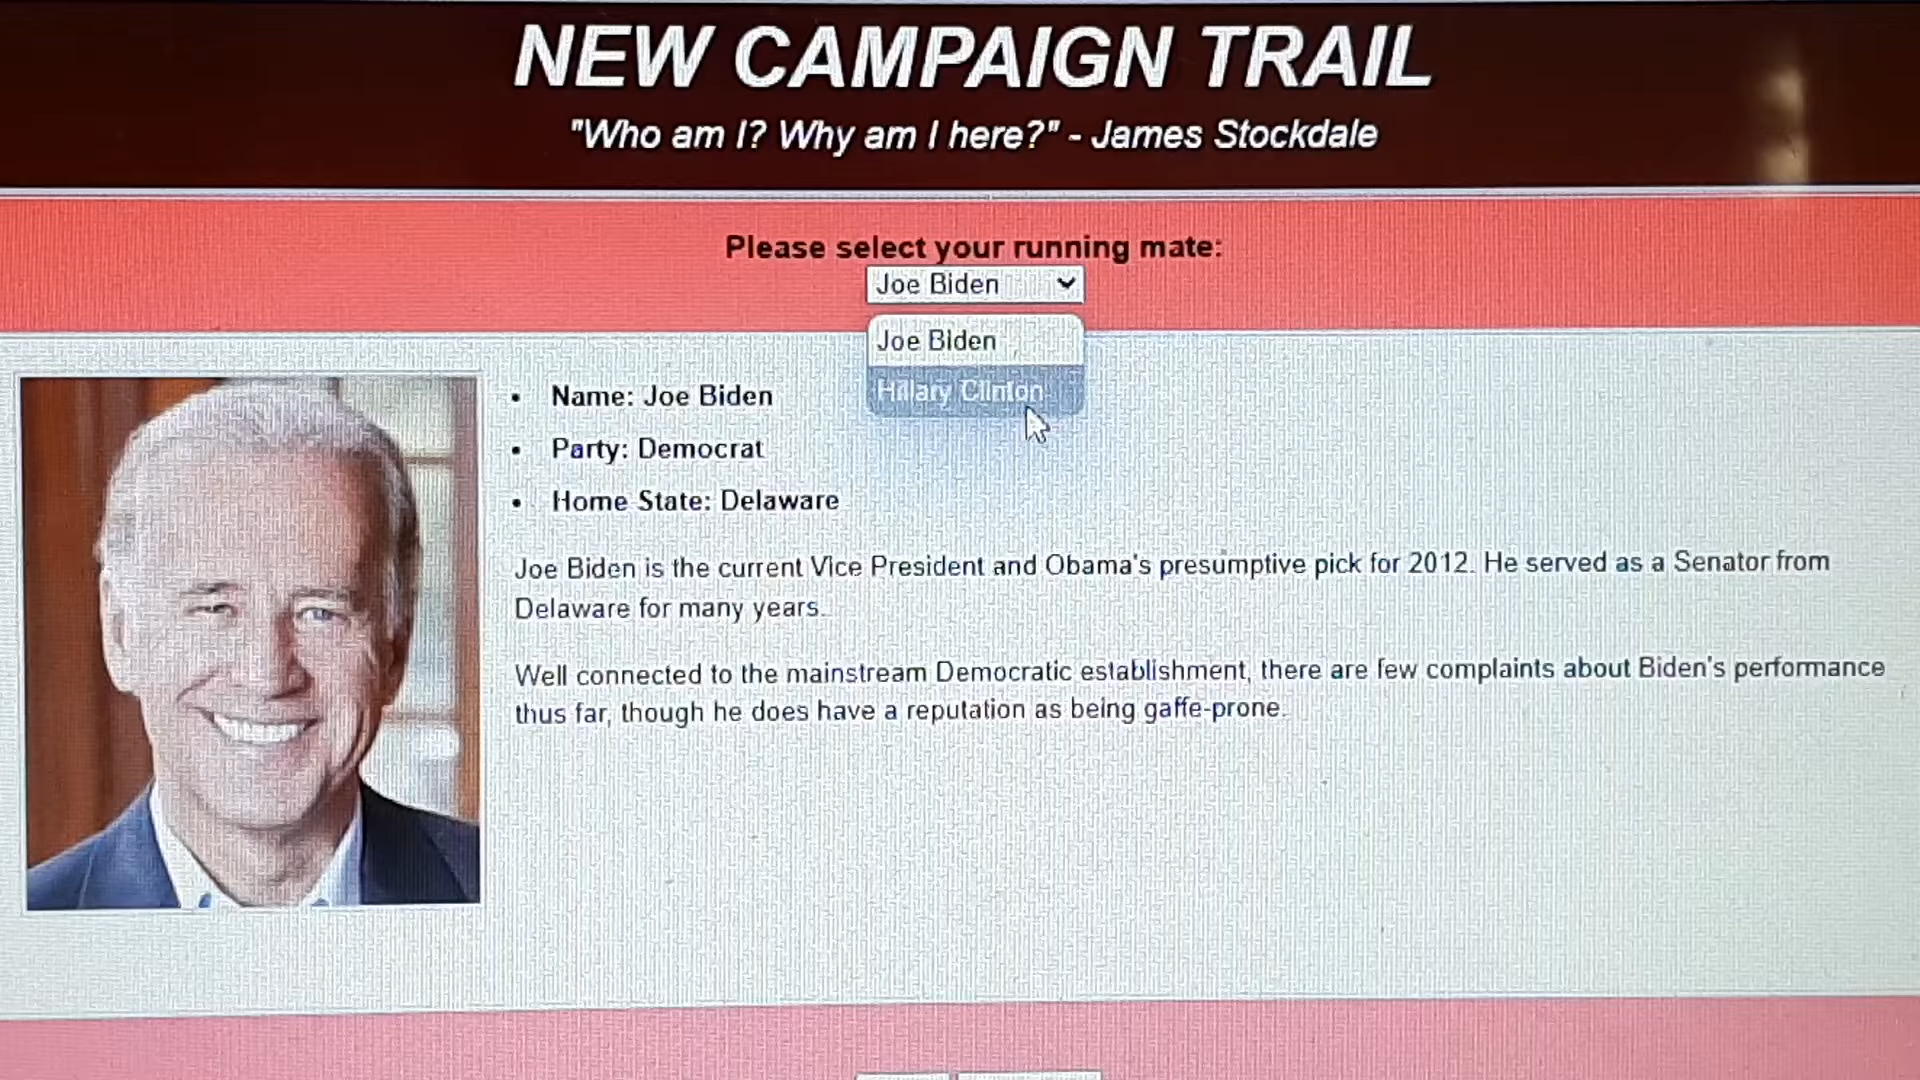 NEW CAMPAIGN TRAIL
"Who am I? Why am I here?" - James Stockdale
Please select your running mate:
Joe Biden
Joe Biden
Hillary Clinton
• Name: Joe Biden
• Party: Democrat
• Home State: Delaware
Joe Biden is the current Vice President and Obama's presumptive pick for 2012. He served as a Senator from
Delaware for many years.
Well connected to the mainstream Democratic establishment, there are few complaints about Biden's performance
thus far, though he does have a reputation as being gaffe-prone.